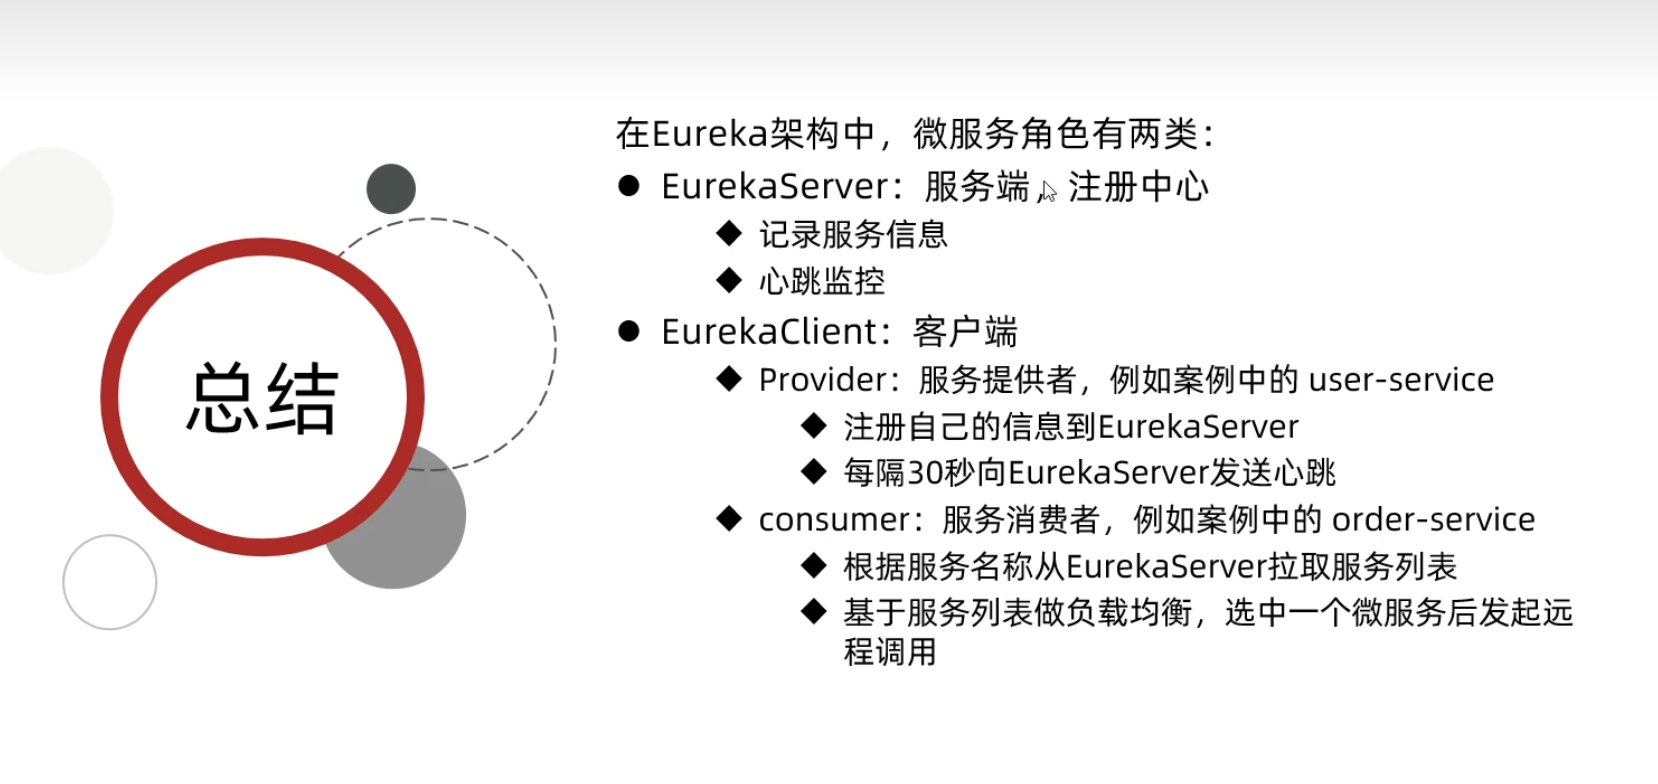 总结
在Eureka架构中，微服务角色有两类：
EurekaServer：服务端，注册中心
记录服务信息
心跳监控
EurekaClient：客户端
Provider：服务提供者，例如案例中的 user-service
注册自己的信息到EurekaServer
每隔30秒向EurekaServer发送心跳
consumer：服务消费者，例如案例中的 order-service
根据服务名称从EurekaServer拉取服务列表
基于服务列表做负载均衡，选中一个微服务后发起远
程调用